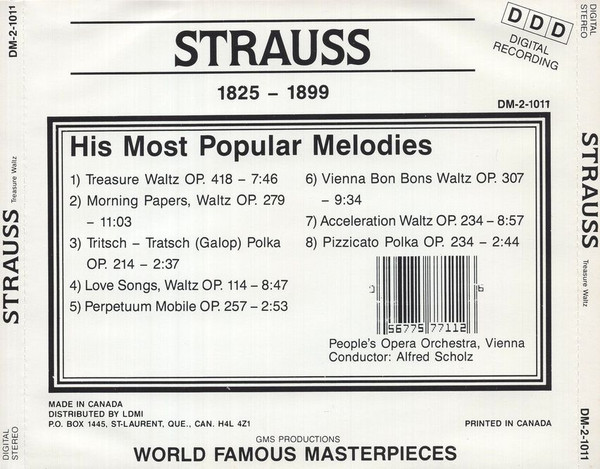 STRAUSS
1825 – 1899
DDD
DIGITAL
RECORDING
DM-2-1011
His Most Popular Melodies
1) Treasure Waltz OP. 418 – 7:46
2) Morning Papers, Waltz OP. 279
– 11:03
3) Tritsch – Tratsch (Galop) Polka
OP. 214 – 2:37
4) Love Songs, Waltz OP. 114 – 8:47
5) Perpetuum Mobile OP. 257 – 2:53
6) Vienna Bon Bons Waltz OP. 307
– 9:34
7) Acceleration Waltz OP. 234 – 8:57
8) Pizzicato Polka OP. 234 – 2:44
0 56775 77112 6
People's Opera Orchestra, Vienna
Conductor: Alfred Scholz
MADE IN CANADA
DISTRIBUTED BY LDMI
P.O. BOX 1445, ST-LAURENT, QUE., CAN. H4L 4Z1
PRINTED IN CANADA
GMS PRODUCTIONS
WORLD FAMOUS MASTERPIECES
DIGITAL
STEREO
STRAUSS Treasure Waltz
DM-2-1011
DIGITAL
STEREO
STRAUSS Treasure Waltz
DM-2-1011